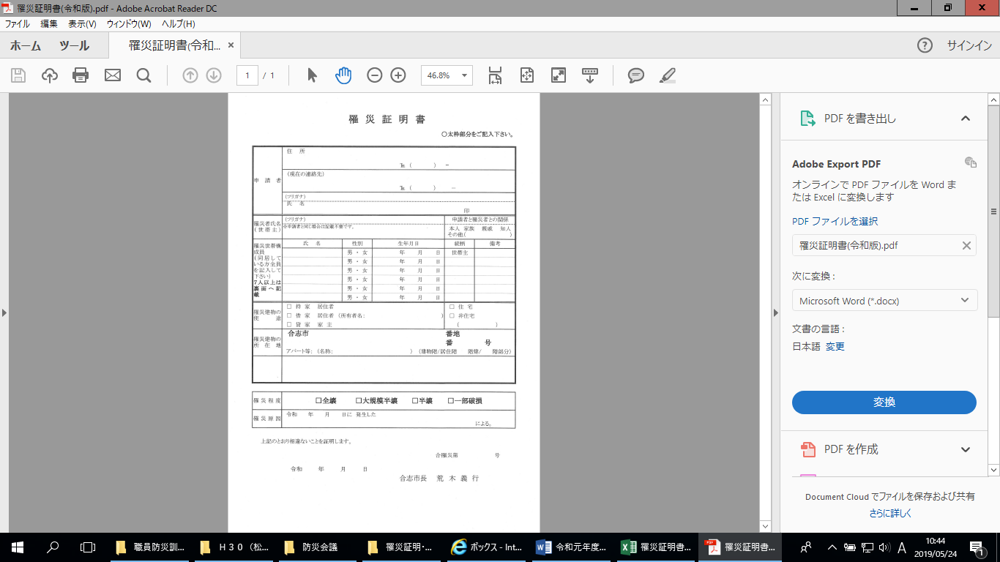 罹災証明書(令和版).pdf - Adobe Acrobat Reader DC
ファイル 編集 表示(V) ウィンドウ(W) ヘルプ(H)
ホーム ツール 罹災証明書(令和... × ? サインイン
1 / 1 46.8%
罹 災 証 明 書
○太枠部分をご記入下さい。
申 請 者
住 所
℡ ( ) －
(現在の連絡先)
℡ ( ) －
(フリガナ)
氏 名
印
罹災者氏名
(世帯主)
(フリガナ)
※申請者と同じ場合は記載不要です。
申請者と罹災者との関係
本人 家族 親戚 知人
その他( )
罹災世帯構成員
(同居している方全員を記入して下さい)
7人以上は裏面へ記載
氏 名 性別 生年月日 続柄 備考
男・女 年 月 日 世帯主
男・女 年 月 日
男・女 年 月 日
男・女 年 月 日
男・女 年 月 日
男・女 年 月 日
罹災建物の
使 途
□ 持 家 居住者 □ 住 宅
□ 借 家 居住者 (所有者名: ) □ 非住宅
□ 貸 家 家 主 ( )
罹災建物の
所 在 地
合志市 番地
番 号
アパート等: (名称: ) (建物階/居住階 階建/ 階部分)
罹 災 程 度 □全壊 □大規模半壊 □半壊 □一部破損
罹 災 原 因 令和 年 月 日に 発生した
による。
上記のとおり相違ないことを証明します。
合罹災第 号
令和 年 月 日
合志市長 荒 木 義 行
PDF を書き出し
Adobe Export PDF
オンラインで PDF ファイルを Word ま
たは Excel に変換します
PDF ファイルを選択
罹災証明書(令和版).pdf
次に変換 :
Microsoft Word (*.docx)
文書の言語 :
日本語 変更
変換
PDF を作成
Document Cloud でファイルを保存および共有
さらに詳しく
職員防災訓... Ｈ３０（松... 防災会議 罹災証明・... ボックス - Int... 令和元年度... 罹災証明書... 罹災証明書... A 10:44
2019/05/24
1